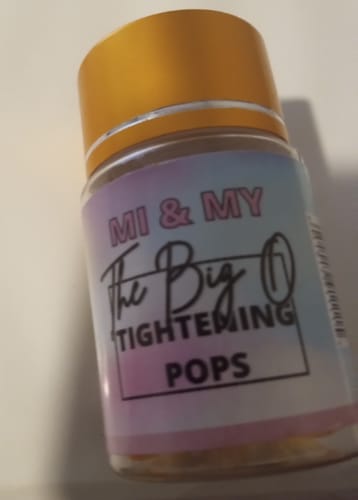 MI & MY
The Big O
TIGHTENING
POPS